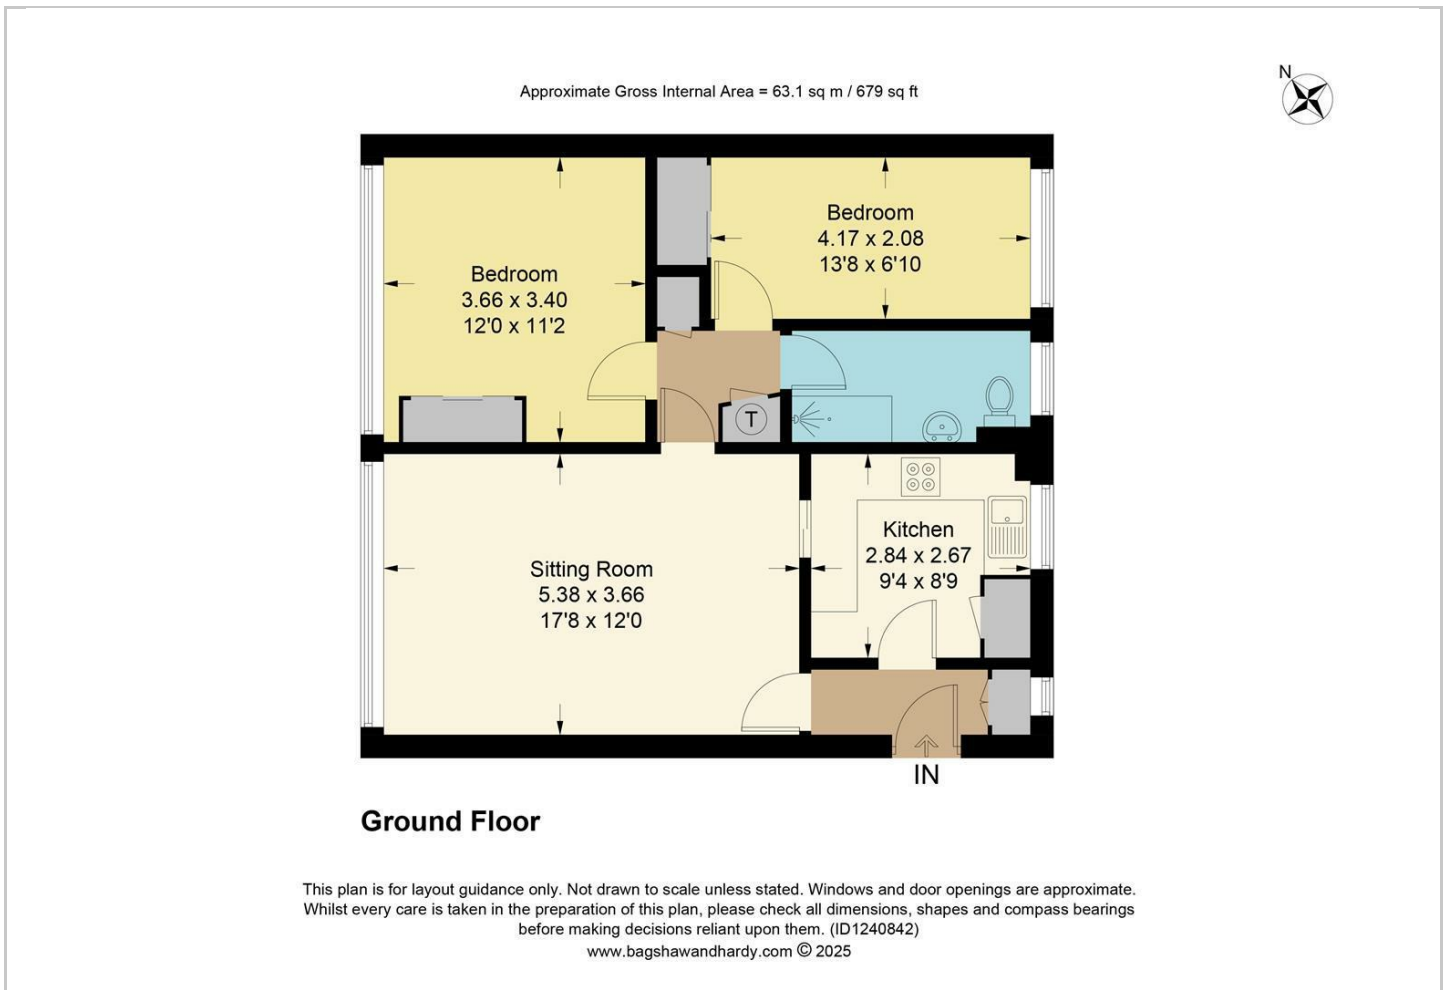 Approximate Gross Internal Area = 63.1 sq m / 679 sq ft
N
Bedroom
3.66 x 3.40
12'0 x 11'2
Bedroom
4.17 x 2.08
13'8 x 6'10
T
Sitting Room
5.38 x 3.66
17'8 x 12'0
Kitchen
2.84 x 2.67
9'4 x 8'9
IN
Ground Floor
This plan is for layout guidance only. Not drawn to scale unless stated. Windows and door openings are approximate.
Whilst every care is taken in the preparation of this plan, please check all dimensions, shapes and compass bearings
before making decisions reliant upon them. (ID1240842)
www.bagshawandhardy.com © 2025